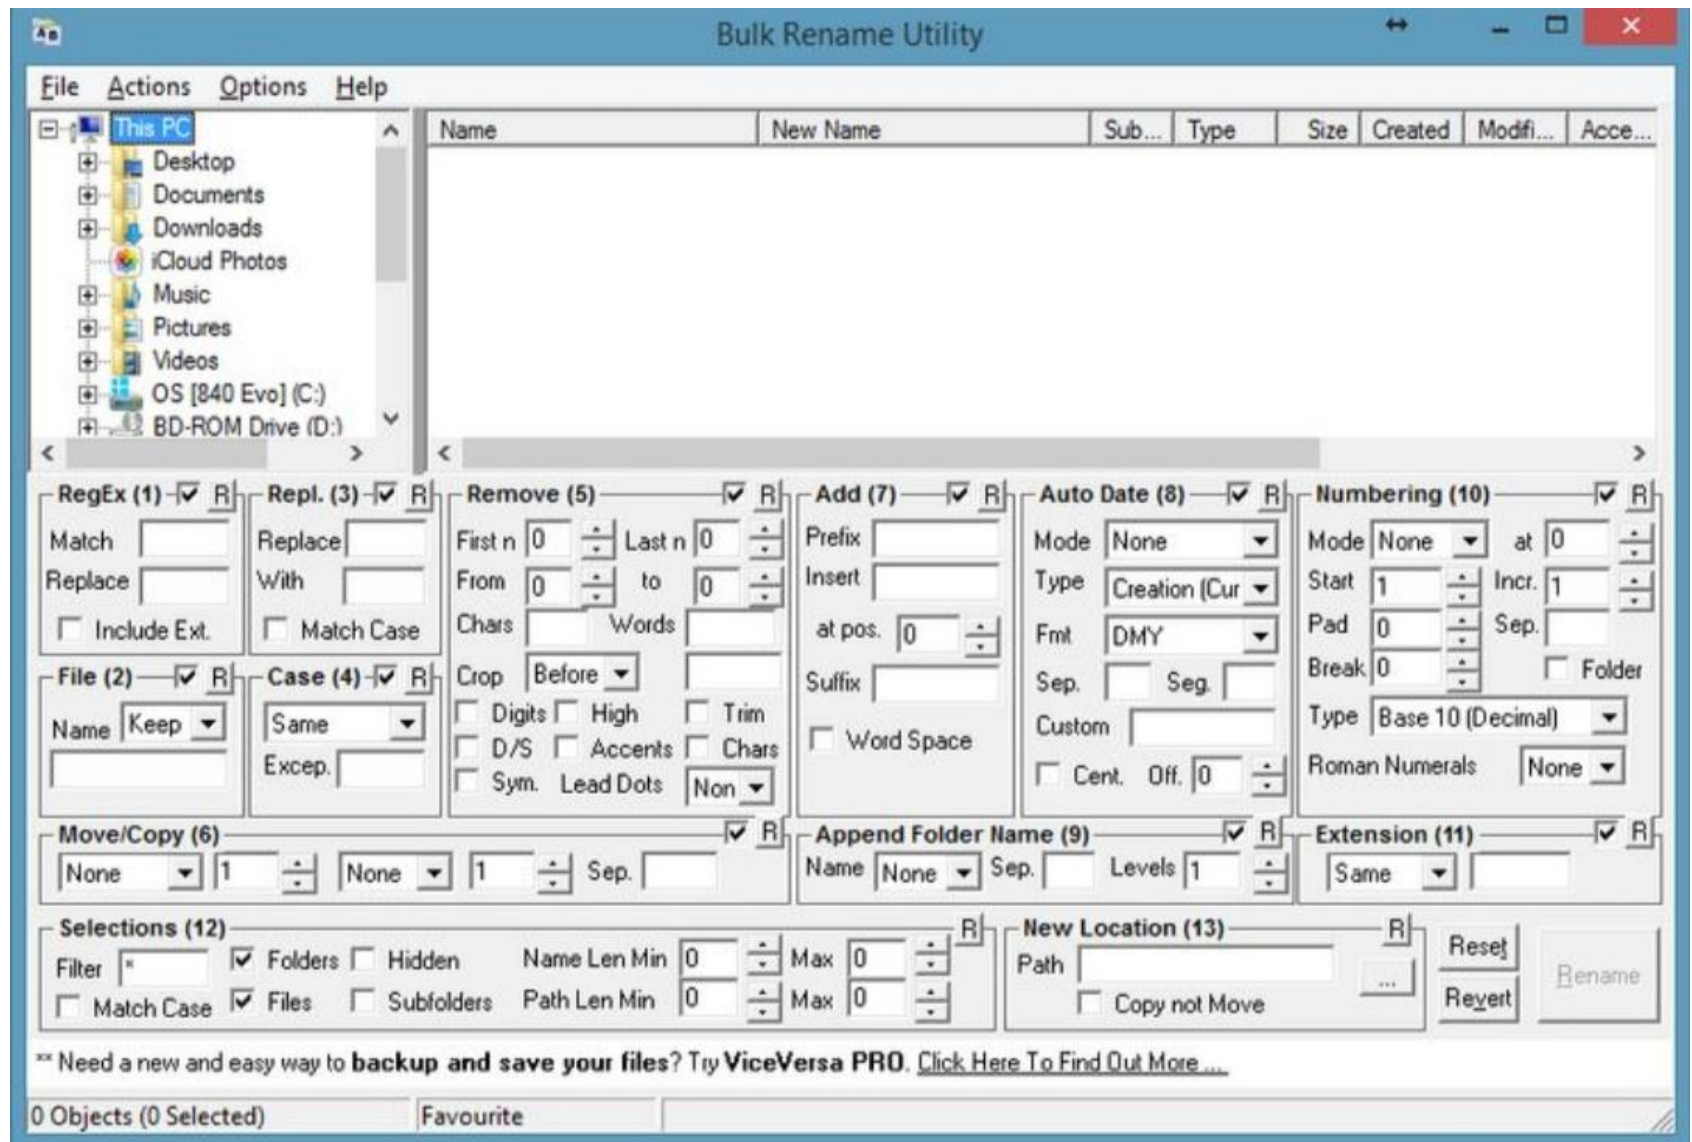 AB
Bulk Rename Utility
File Actions Options Help
This PC
Desktop
Documents
Downloads
iCloud Photos
Music
Pictures
Videos
OS [840 Evo] (C:)
BD-ROM Drive (D:)
Name New Name Sub... Type Size Created Modifi... Acce...
RegEx (1) R
Match
Replace
Include Ext.
Repl. (3) R
Replace
With
Match Case
File (2) R
Name Keep
Case (4) R
Same
Excep.
Remove (5) R
First n 0 Last n 0
From 0 to 0
Chars Words
Crop Before
Digits High Trim
D/S Accents Chars
Sym. Lead Dots Non
Add (7) R
Prefix
Insert
at pos. 0
Suffix
Word Space
Auto Date (8) R
Mode None
Type Creation (Cur
Fmt DMY
Sep. Seg.
Custom
Cent. Off. 0
Numbering (10) R
Mode None at 0
Start 1 Incr. 1
Pad 0 Sep.
Break 0 Folder
Type Base 10 (Decimal)
Roman Numerals None
Move/Copy (6) R
None 1 None 1 Sep.
Append Folder Name (9) R
Name None Sep. Levels 1
Extension (11) R
Same
Selections (12) R
Filter * Folders Hidden Name Len Min 0 Max 0
Match Case Files Subfolders Path Len Min 0 Max 0
New Location (13) R
Path ...
Copy not Move
Reset
Revert
Rename
** Need a new and easy way to backup and save your files? Try ViceVersa PRO. Click Here To Find Out More ...
0 Objects (0 Selected) Favourite